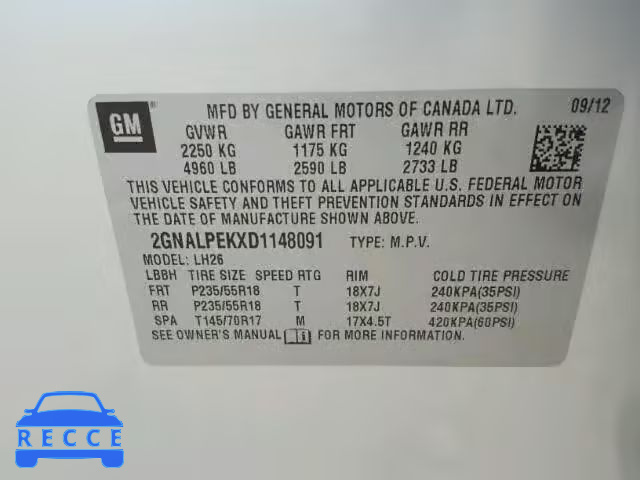 GM ®
MFD BY GENERAL MOTORS OF CANADA LTD. 09/12
GVWR GAWR FRT GAWR RR
2250 KG 1175 KG 1240 KG
4960 LB 2590 LB 2733 LB
THIS VEHICLE CONFORMS TO ALL APPLICABLE U.S. FEDERAL MOTOR
VEHICLE SAFETY AND THEFT PREVENTION STANDARDS IN EFFECT ON
THE DATE OF MANUFACTURE SHOWN ABOVE.
2GNALPEKXD1148091 TYPE: M.P.V.
MODEL: LH26
LBBH TIRE SIZE SPEED RTG RIM COLD TIRE PRESSURE
FRT P235/55R18 T 18X7J 240KPA(35PSI)
RR P235/55R18 T 18X7J 240KPA(35PSI)
SPA T145/70R17 M 17X4.5T 420KPA(60PSI)
SEE OWNER'S MANUAL FOR MORE INFORMATION.
RECCE